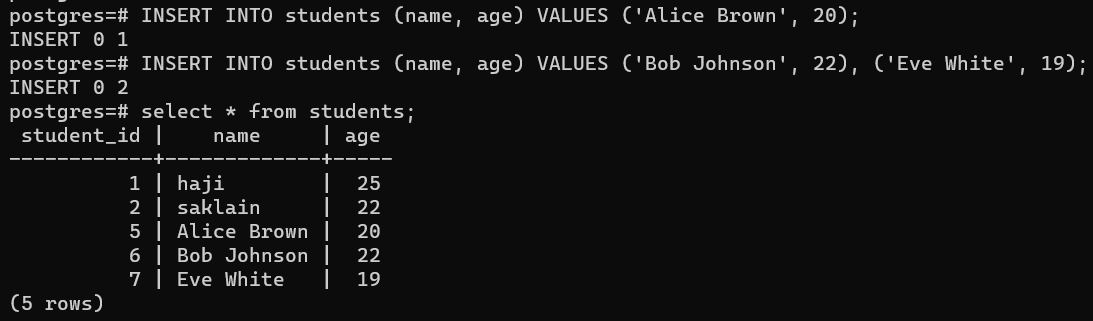 postgres=# INSERT INTO students (name, age) VALUES ('Alice Brown', 20);
INSERT 0 1
postgres=# INSERT INTO students (name, age) VALUES ('Bob Johnson', 22), ('Eve White', 19);
INSERT 0 2
postgres=# select * from students;
 student_id |    name     | age
------------+-------------+-----
          1 | haji        |  25
          2 | saklain     |  22
          5 | Alice Brown |  20
          6 | Bob Johnson |  22
          7 | Eve White   |  19
(5 rows)